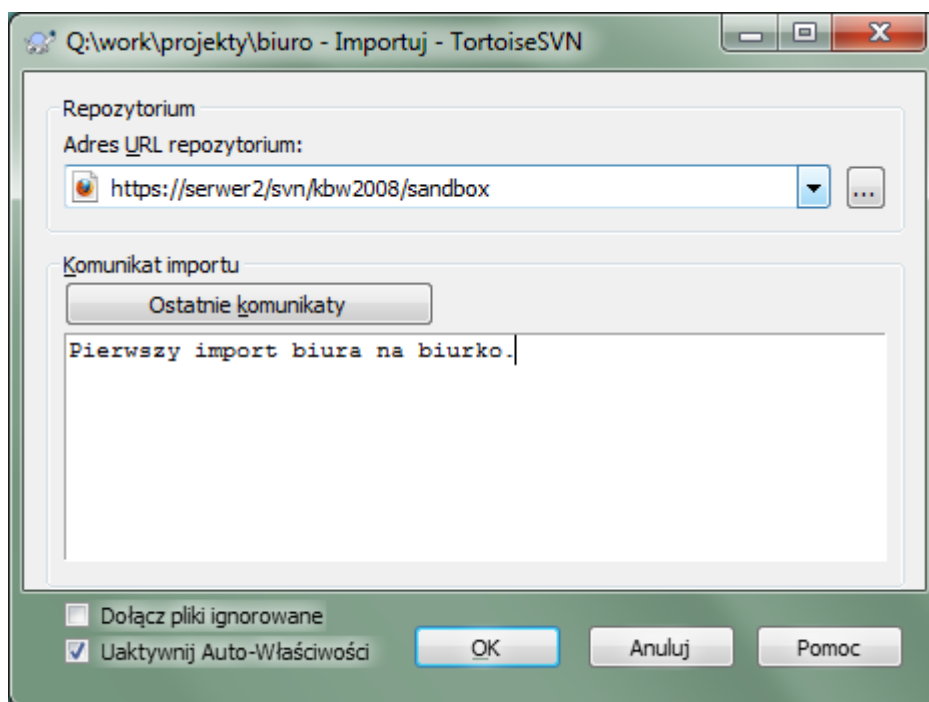 Q:\work\projekty\biuro - Importuj - TortoiseSVN
Repozytorium
Adres URL repozytorium:
https://serwer2/svn/kbw2008/sandbox
...
Komunikat importu
Ostatnie komunikaty
Pierwszy import biura na biurko.
Dołącz pliki ignorowane
Uaktywnij Auto-Właściwości
OK
Anuluj
Pomoc